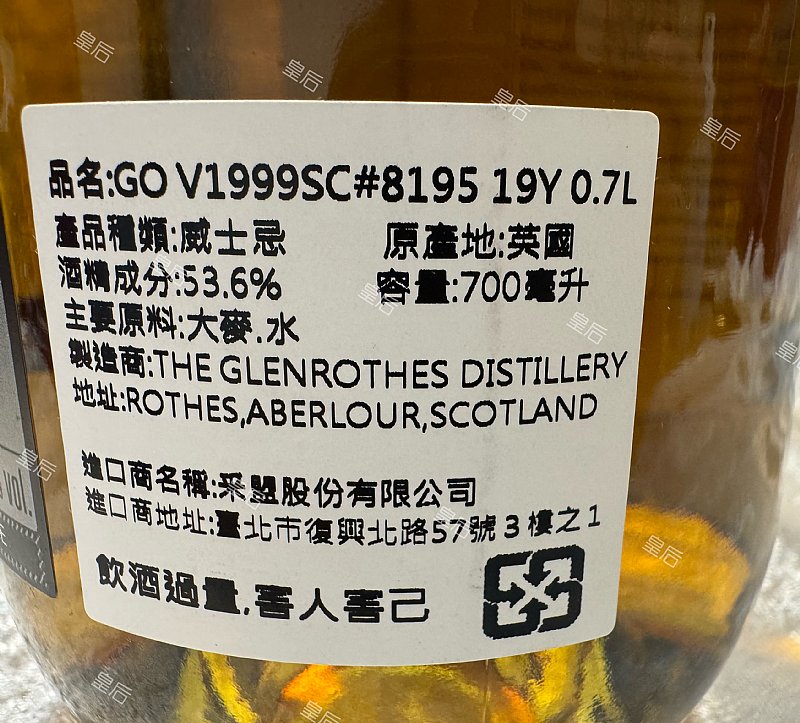 品名:GO V1999SC#8195 19Y 0.7L
產品種類:威士忌 原產地:英國
酒精成分:53.6% 容量:700毫升
主要原料:大麥.水
製造商:THE GLENROTHES DISTILLERY
地址:ROTHES,ABERLOUR,SCOTLAND
進口商名稱:采盟股份有限公司
進口商地址:臺北市復興北路57號3樓之1
飲酒過量,害人害己
vol.
皇后